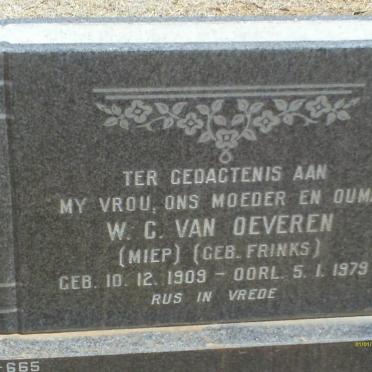 TER GEDAGTENIS AAN
MY VROU, ONS MOEDER EN OUMA
W. C. VAN OEVEREN
(MIEP) (GEB. FRINKS)
GEB. 10. 12. 1909 - OORL. 5. 1. 1979
RUS IN VREDE
-665